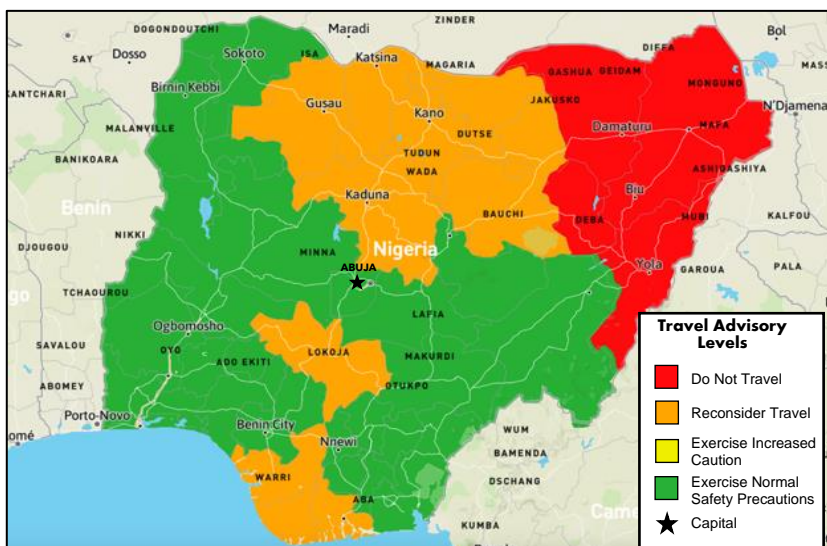 ZINDER
DOGONDOUTCHI
Maradi
Bol
DIFFA
SAY
Dosso
Sokoto
ISA
Katsina
MAGARIA
GASHUA
GEIDAM
MASS
KANTCHARI
Birnin Kebbi
MONGUNO
Gusau
JAKUSKO
N'Djamena
MALANVILLE
Kano
Damaturu
MAFA
DUTSE
BANIKOARA
TUDUN
WADA
ASHIDASHIYA
Kaduna
Biu
Benin
BAUCHI
DEBA
MUBI
KALFOU
NIKKI
DJOUGOU
MINNA
Nigeria
ABUJA
Yola
GAROUA
PALA
TCHAOUROU
go
LAFIA
Ogbomosho
SAVALOU
OYO
ADO EKITI
LOKOJA
MAKURDI
ABOMEY
OTUKPO
Porto-Novo
Benin City
Nnewi
WUM
omé
BAMENDA
WARRI
DSCHANG
ABA
KUMBA
Came
Travel Advisory
Levels
Do Not Travel
Reconsider Travel
Exercise Increased
Caution
Exercise Normal
Safety Precautions
Capital